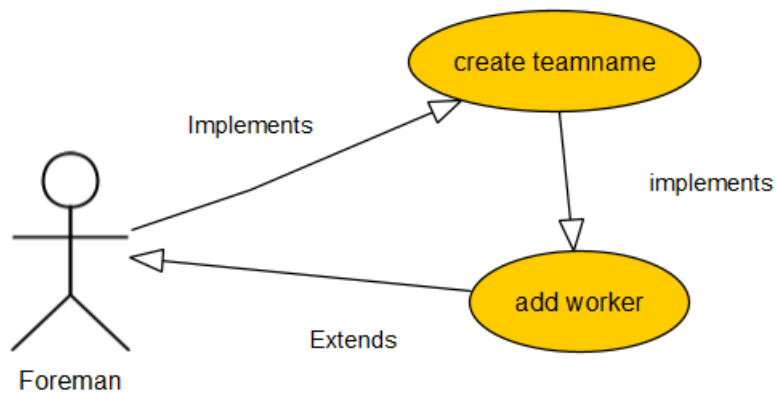 create teamname
Implements
implements
add worker
Extends
Foreman